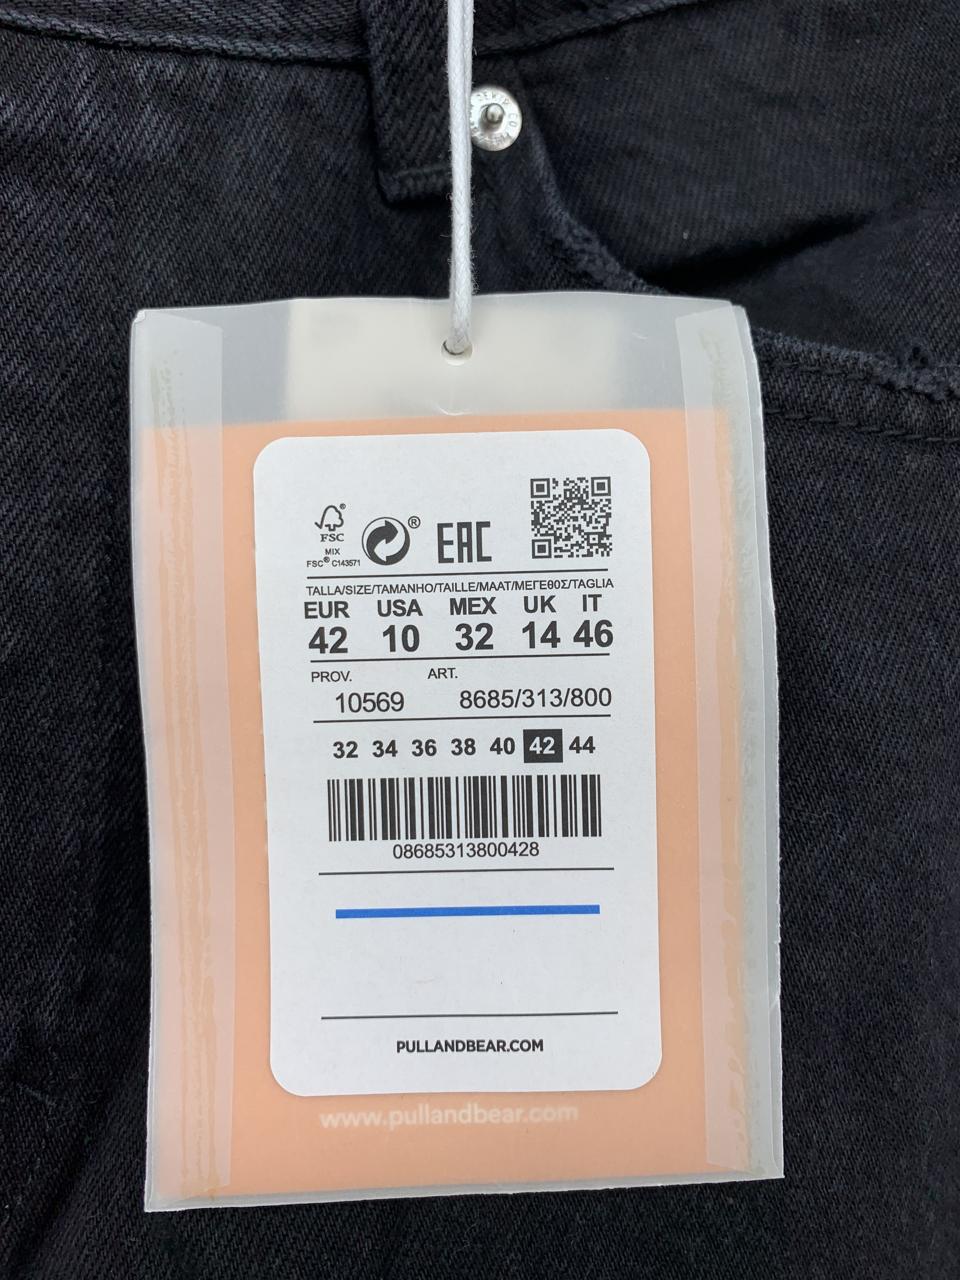 FSC®
MIX
FSC® C143571
®
EAC
TALLA/SIZE/TAMANHO/TAILLE/MAAT/ΜΕΓΕΘΟΣ/TAGLIA
EUR USA MEX UK IT
42 10 32 14 46
PROV. ART.
10569 8685/313/800
32 34 36 38 40 42 44
08685313800428
PULLANDBEAR.COM
www.pullandbear.com